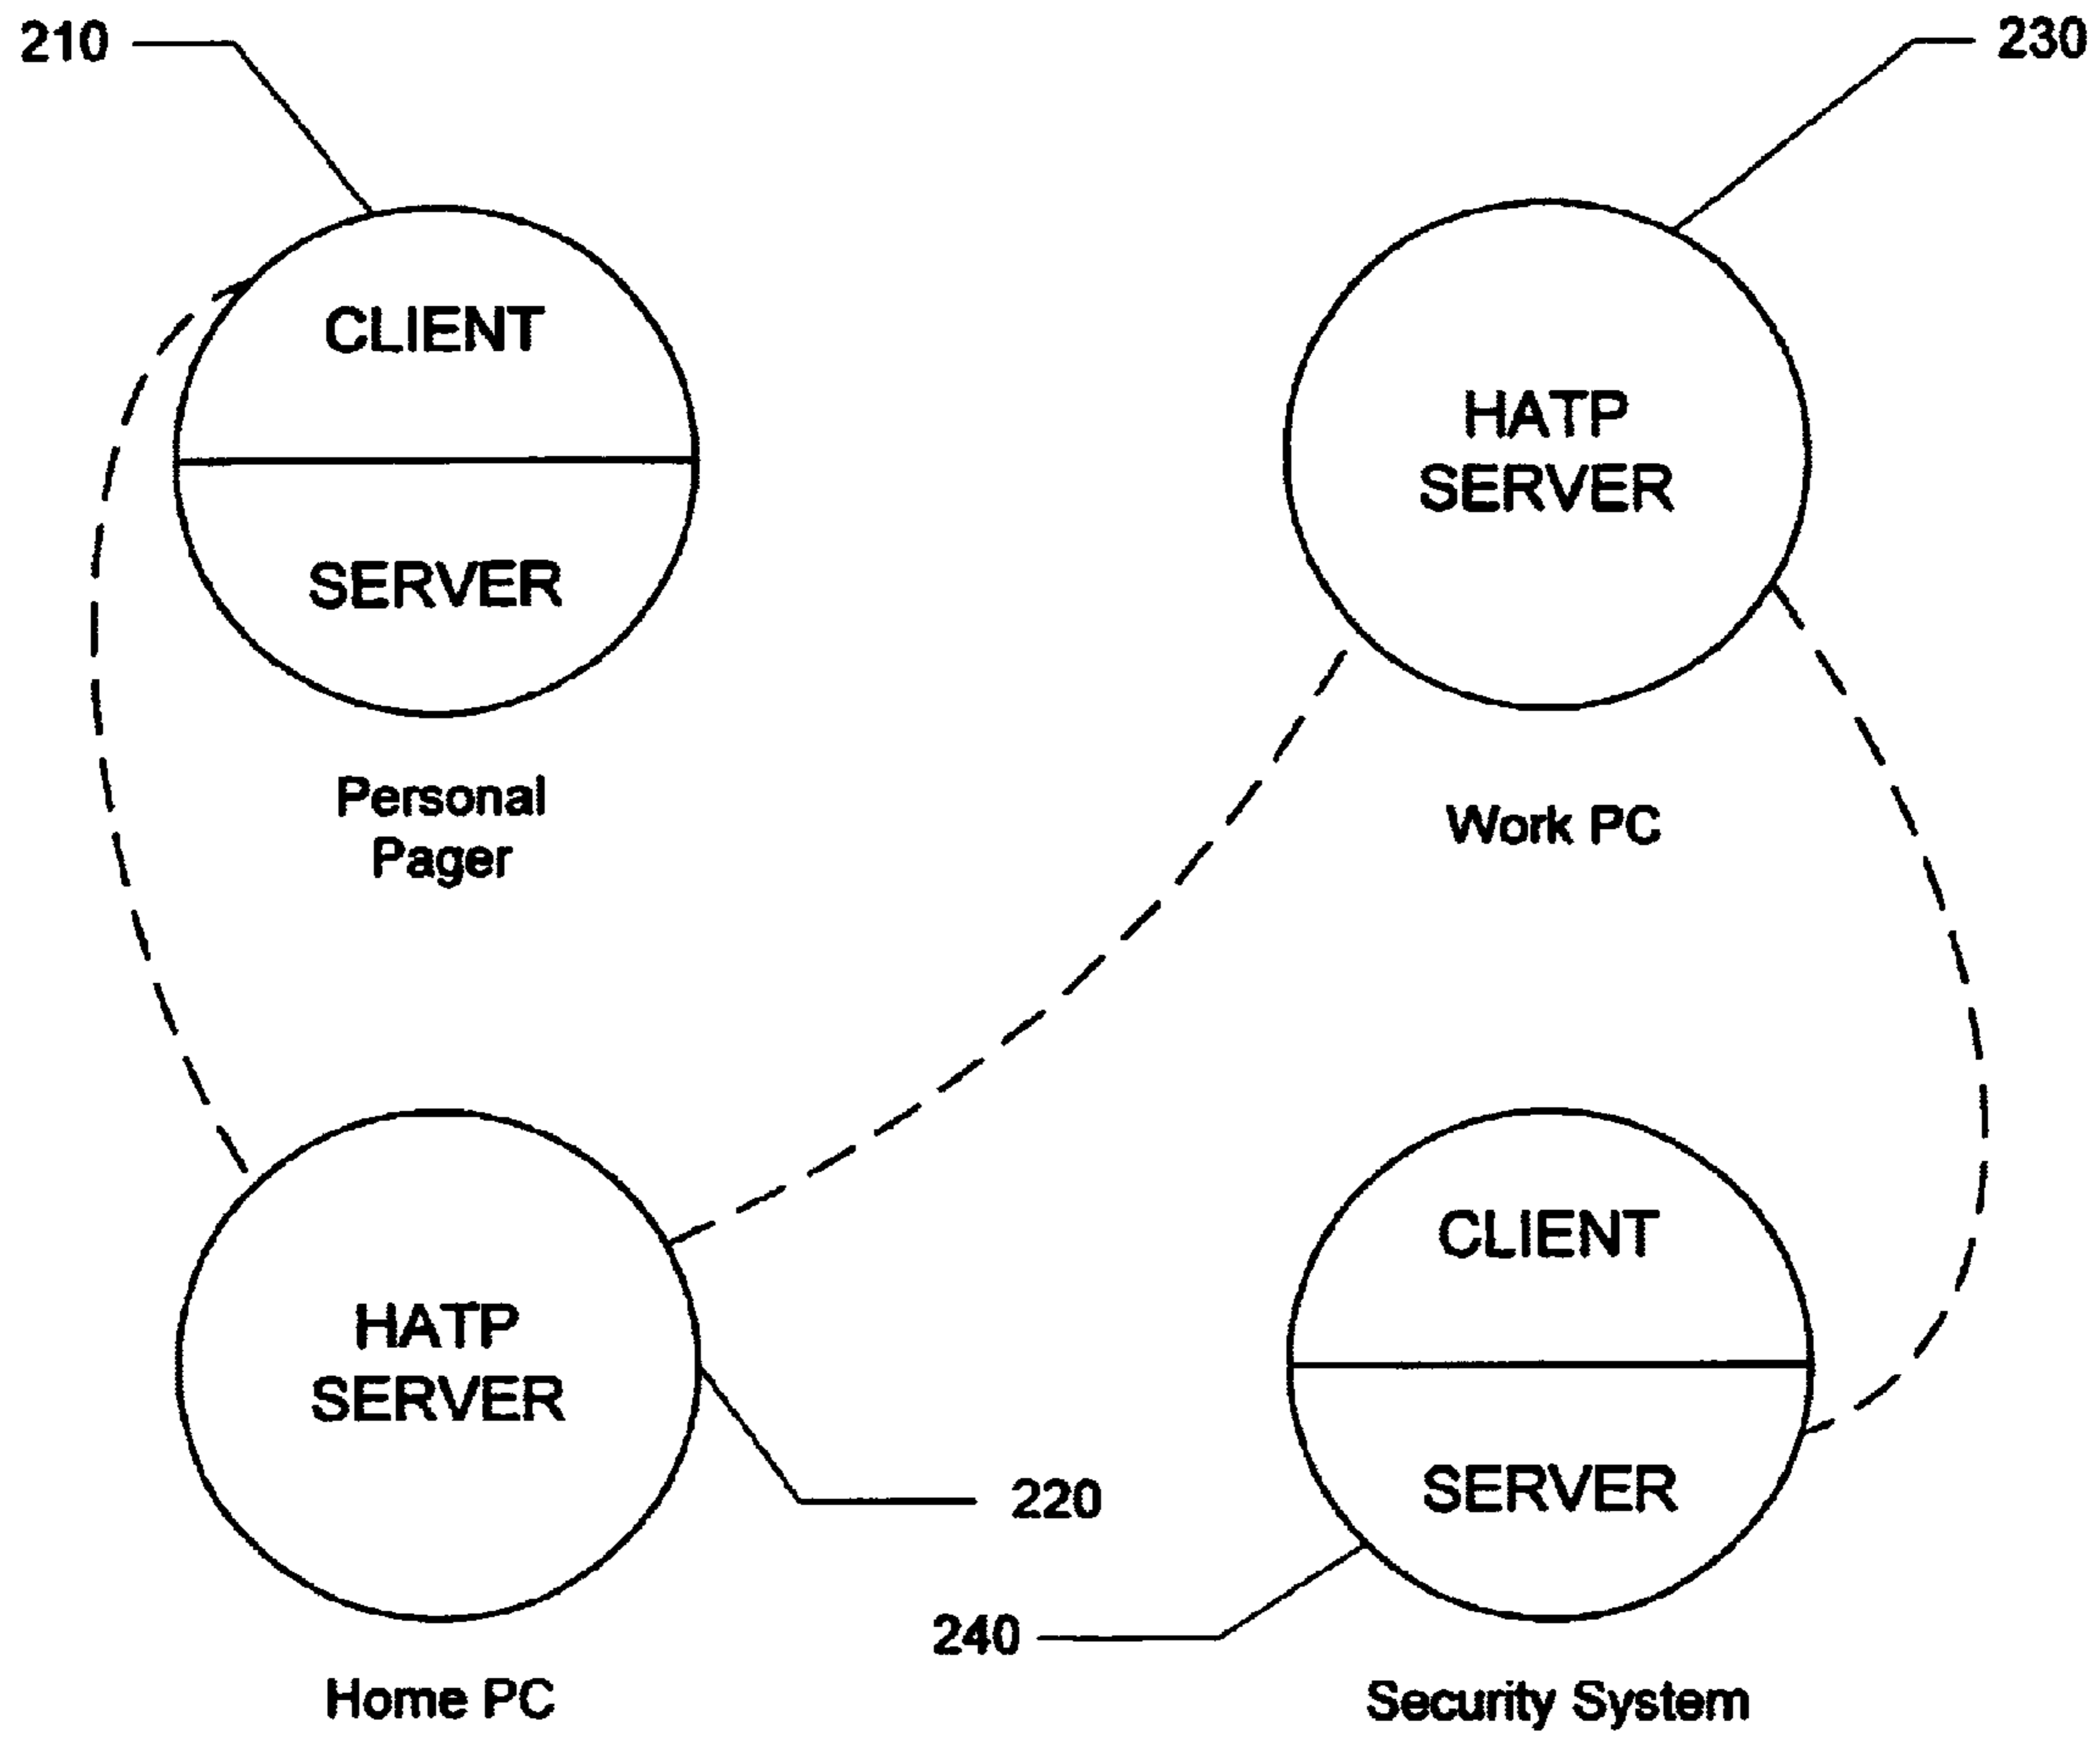 210
230
CLIENT
SERVER
Personal
Pager
HATP
SERVER
Work PC
HATP
SERVER
220
Home PC
CLIENT
SERVER
240
Security System